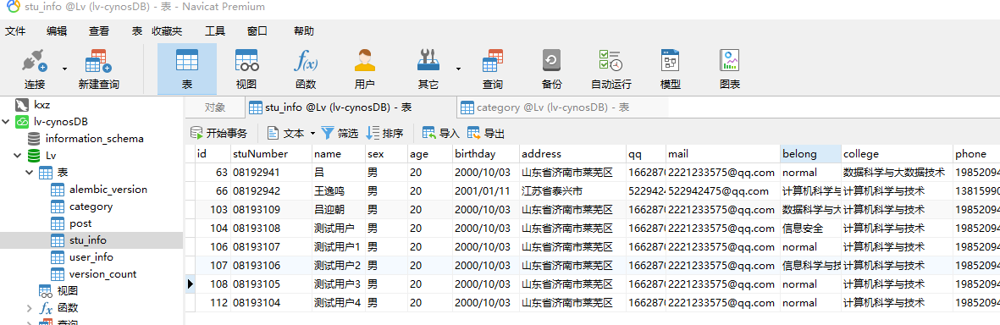 stu_info @Lv (lv-cynosDB) - 表 - Navicat Premium
文件 编辑 查看 表 收藏夹 工具 窗口 帮助
连接 新建查询 表 视图 函数 用户 其它 查询 备份 自动运行 模型 图表
kxz
lv-cynosDB
information_schema
Lv
表
alembic_version
category
post
stu_info
user_info
version_count
视图
函数
查询
对象 stu_info @Lv (lv-cynosDB) - 表 category @Lv (lv-cynosDB) - 表
开始事务 文本 筛选 排序 导入 导出
id stuNumber name sex age birthday address qq mail belong college phone
63 08192941 吕 男 20 2000/10/03 山东省济南市莱芜区 166287 2221233575@qq.com normal 数据科学与大数据技术 19852094
66 08192942 王逸鸣 男 20 2001/01/11 江苏省泰兴市 5229424 522942475@qq.com 计算机科学与 计算机科学与技术 13815990
103 08193109 吕迎朝 男 20 2000/10/03 山东省济南市莱芜区 166287 2221233575@qq.com 数据科学与大 计算机科学与技术 19852094
104 08193108 测试用户 男 20 2000/10/03 山东省济南市莱芜区 166287 2221233575@qq.com 信息安全 计算机科学与技术 19852094
106 08193107 测试用户1 男 20 2000/10/03 山东省济南市莱芜区 166287 2221233575@qq.com normal 计算机科学与技术 19852094
107 08193106 测试用户2 男 20 2000/10/03 山东省济南市莱芜区 166287 2221233575@qq.com 信息科学与技 计算机科学与技术 19852094
108 08193105 测试用户3 男 20 2000/10/03 山东省济南市莱芜区 166287 2221233575@qq.com normal 计算机科学与技术 19852094
112 08193104 测试用户4 男 20 2000/10/03 山东省济南市莱芜区 166287 2221233575@qq.com normal 计算机科学与技术 19852094